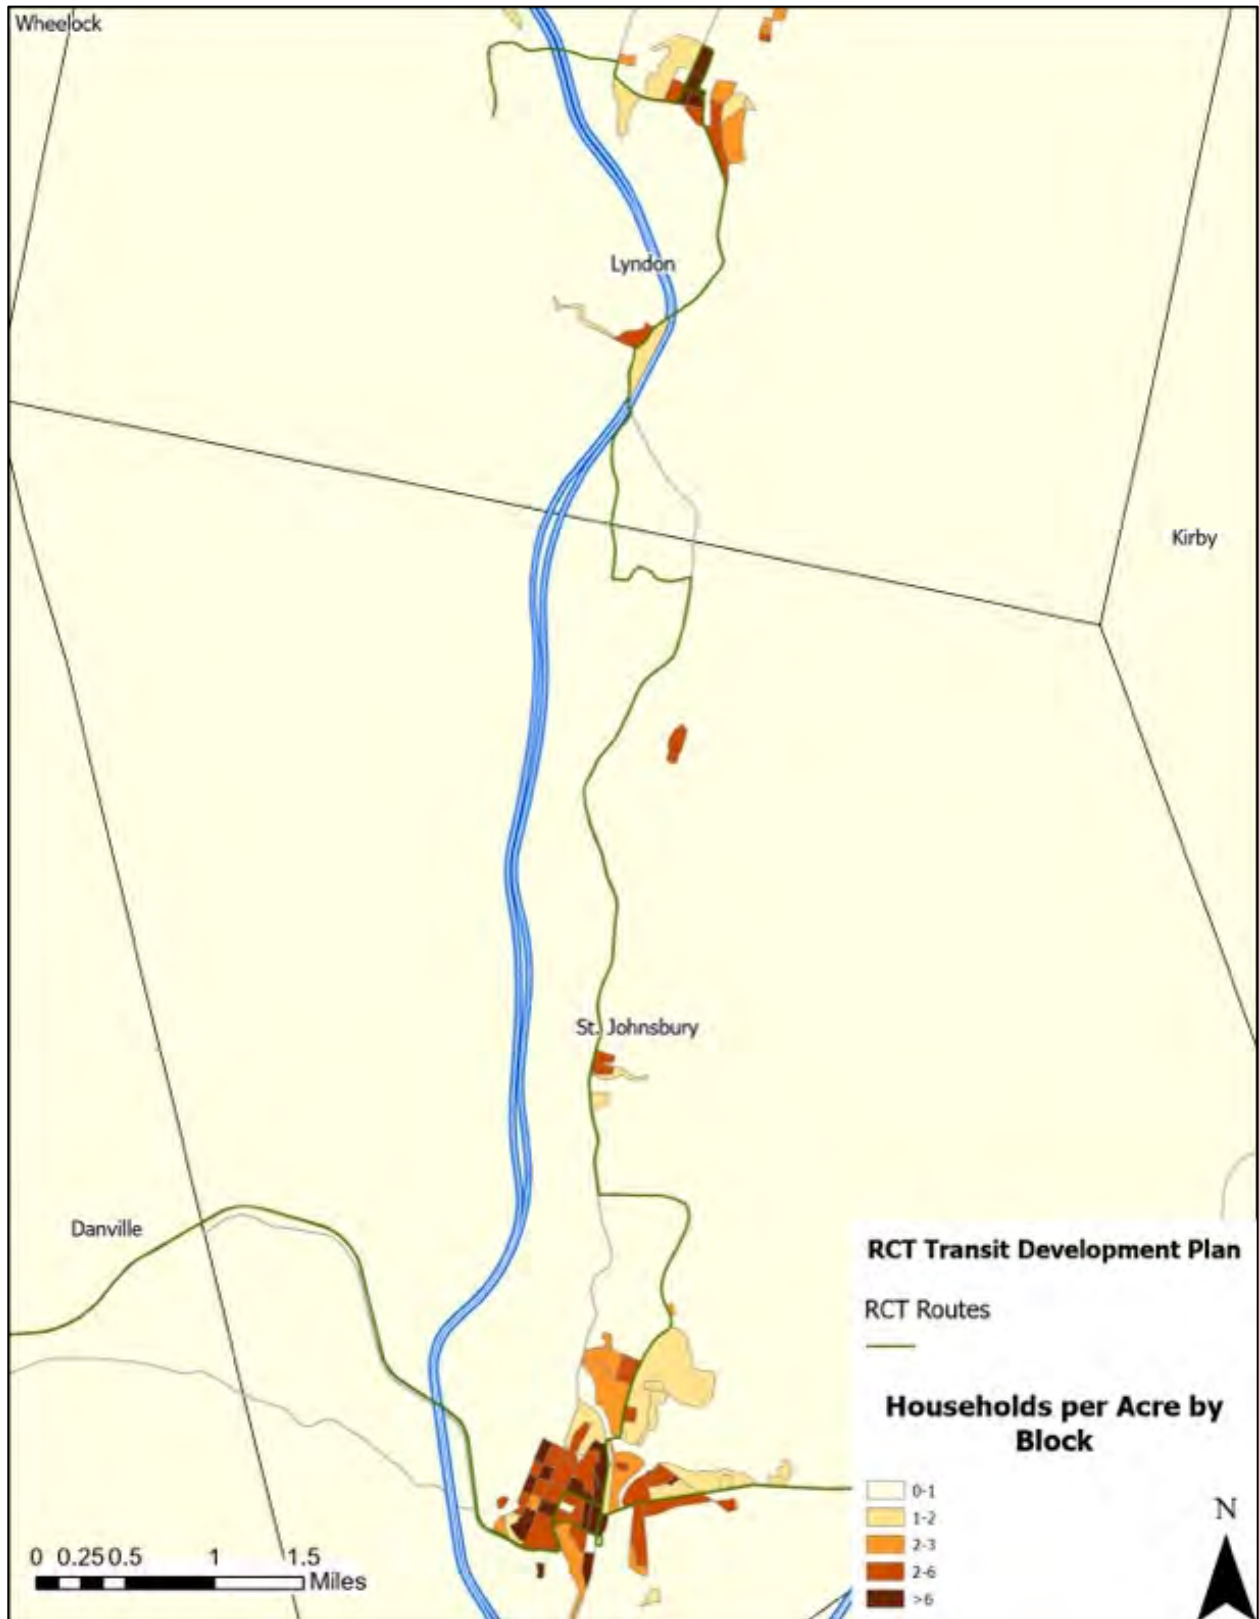 Wheelock
Lyndon
Kirby
St. Johnsbury
Danville
RCT Transit Development Plan
RCT Routes
Households per Acre by
Block
0-1
1-2
2-3
2-6
>6
N
0 0.25 0.5 1 1.5
Miles